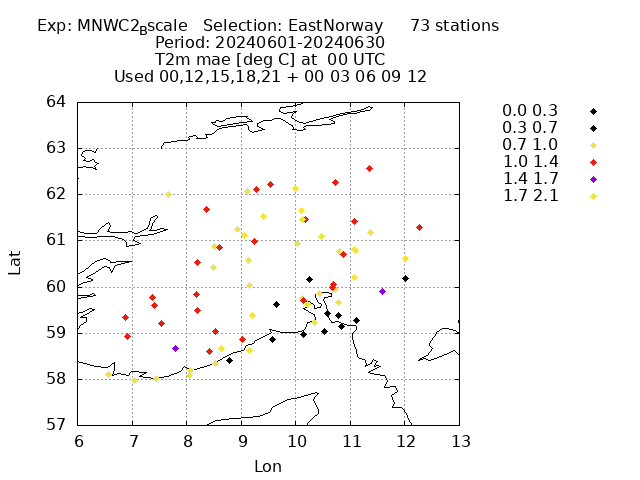 Exp: MNWC2_Bscale   Selection: EastNorway     73 stations
Period: 20240601-20240630
T2m mae [deg C] at  00 UTC
Used 00,12,15,18,21 + 00 03 06 09 12
0.0 0.3
0.3 0.7
0.7 1.0
1.0 1.4
1.4 1.7
1.7 2.1
64
63
62
61
60
59
58
57
Lat
6 7 8 9 10 11 12 13
Lon